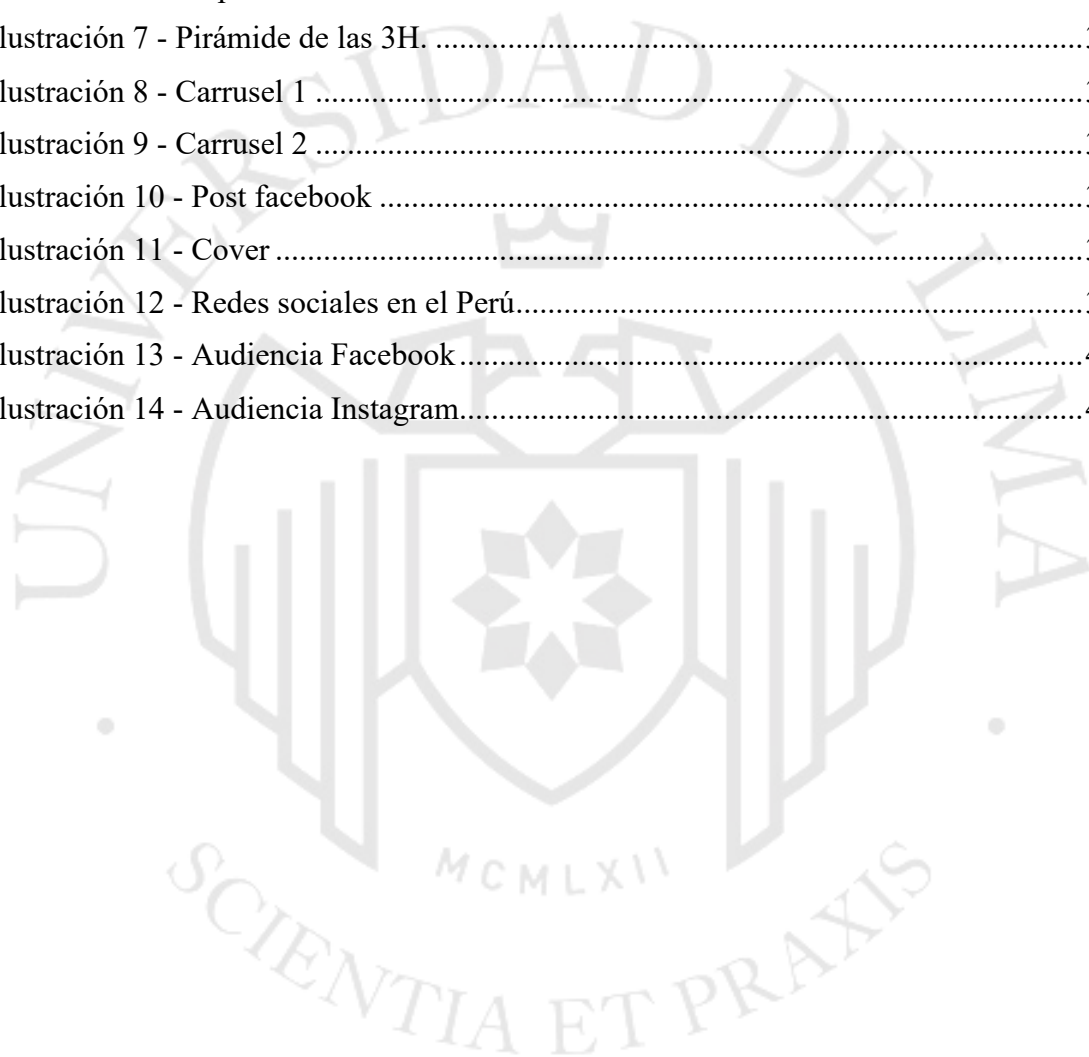 lustración 7 - Pirámide de las 3H. ....................................................................................
lustración 8 - Carrusel 1 ....................................................................................................
lustración 9 - Carrusel 2 ....................................................................................................
lustración 10 - Post facebook ............................................................................................
lustración 11 - Cover .........................................................................................................
lustración 12 - Redes sociales en el Perú...........................................................................
lustración 13 - Audiencia Facebook..................................................................................
lustración 14 - Audiencia Instagram..................................................................................
UNIVERSIDAD DE LIMA
MCMLXII
SCIENTIA ET PRAXIS